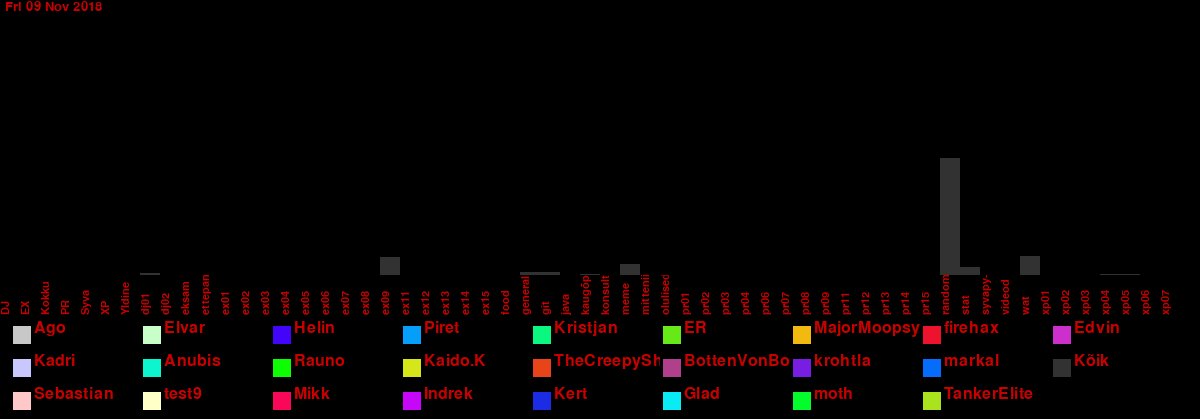 Fri 09 Nov 2018
DJ
EX
Kokku
PR
Syva
XP
Yldine
dj01
dj02
eksam
ettepan
ex01
ex02
ex03
ex04
ex05
ex06
ex07
ex08
ex09
ex11
ex12
ex13
ex14
ex15
food
general
git
java
kaugõp
konsult
meme
mittenii
olulised
pr01
pr02
pr03
pr04
pr06
pr07
pr08
pr09
pr11
pr12
pr13
pr14
pr15
random
stat
syvapy-
videod
wat
xp01
xp02
xp03
xp04
xp05
xp06
xp07
Ago Elvar Helin Piret Kristjan ER MajorMoopsy firehax Edvin
Kadri Anubis Rauno Kaido.K TheCreepySh BottenVonBo krohtla markal Kõik
Sebastian test9 Mikk Indrek Kert Glad moth TankerElite